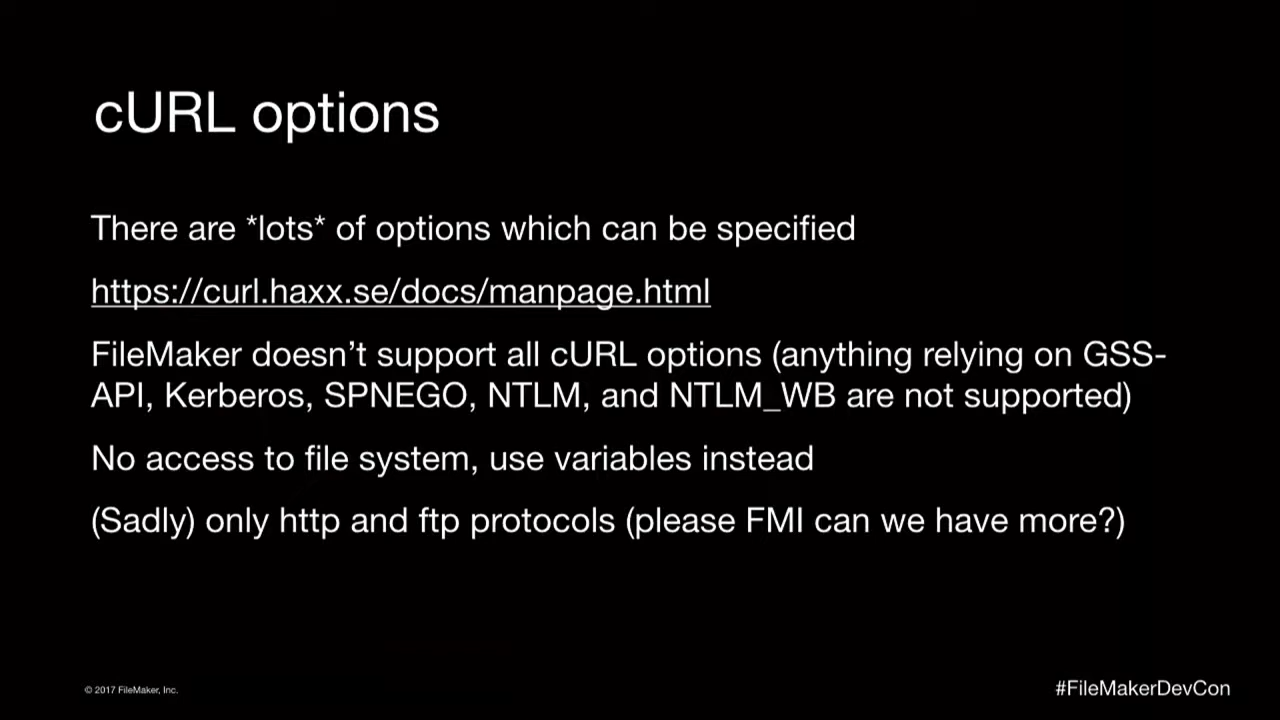 cURL options
There are *lots* of options which can be specified
https://curl.haxx.se/docs/manpage.html
FileMaker doesn’t support all cURL options (anything relying on GSS-
API, Kerberos, SPNEGO, NTLM, and NTLM_WB are not supported)
No access to file system, use variables instead
(Sadly) only http and ftp protocols (please FMI can we have more?)
© 2017 FileMaker, Inc.
#FileMakerDevCon